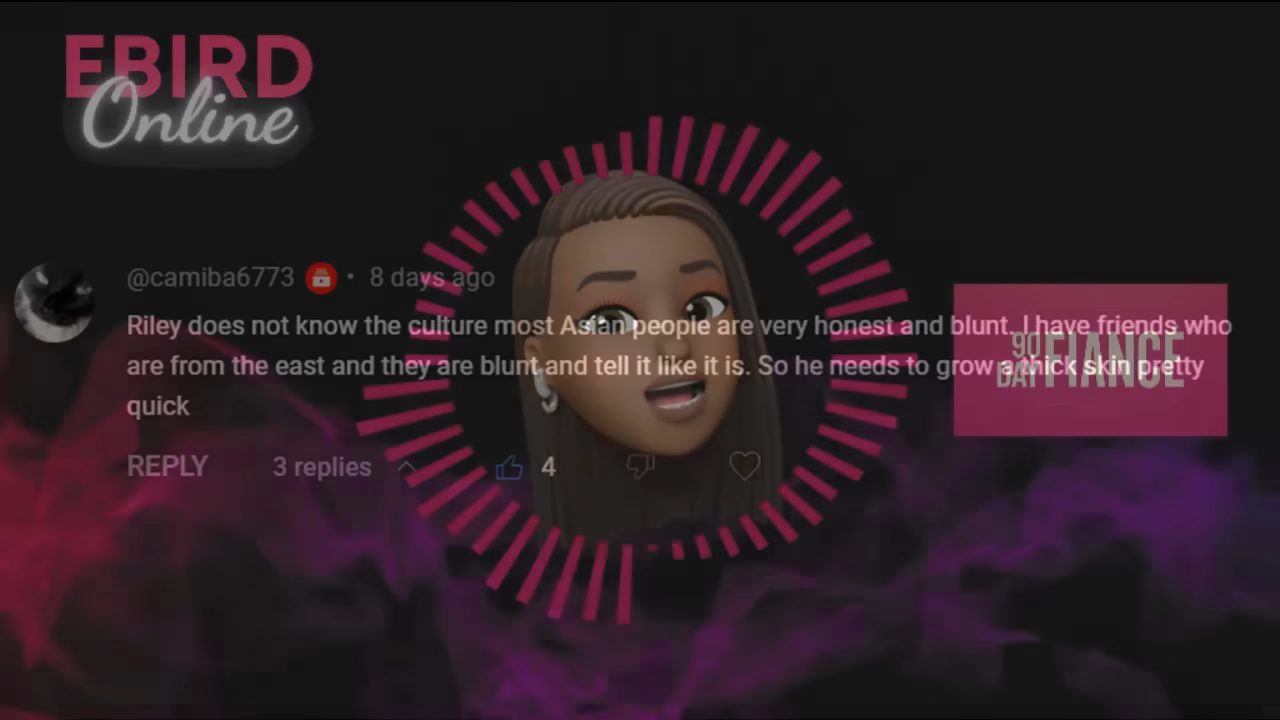 EBIRD
Online
@camiba6773 • 8 days ago
Riley does not know the culture most Asian people are very honest and blunt. I have friends who
are from the east and they are blunt and tell it like it is. So he needs to grow a thick skin pretty
quick
90 DAY FIANCE
REPLY 3 replies 4